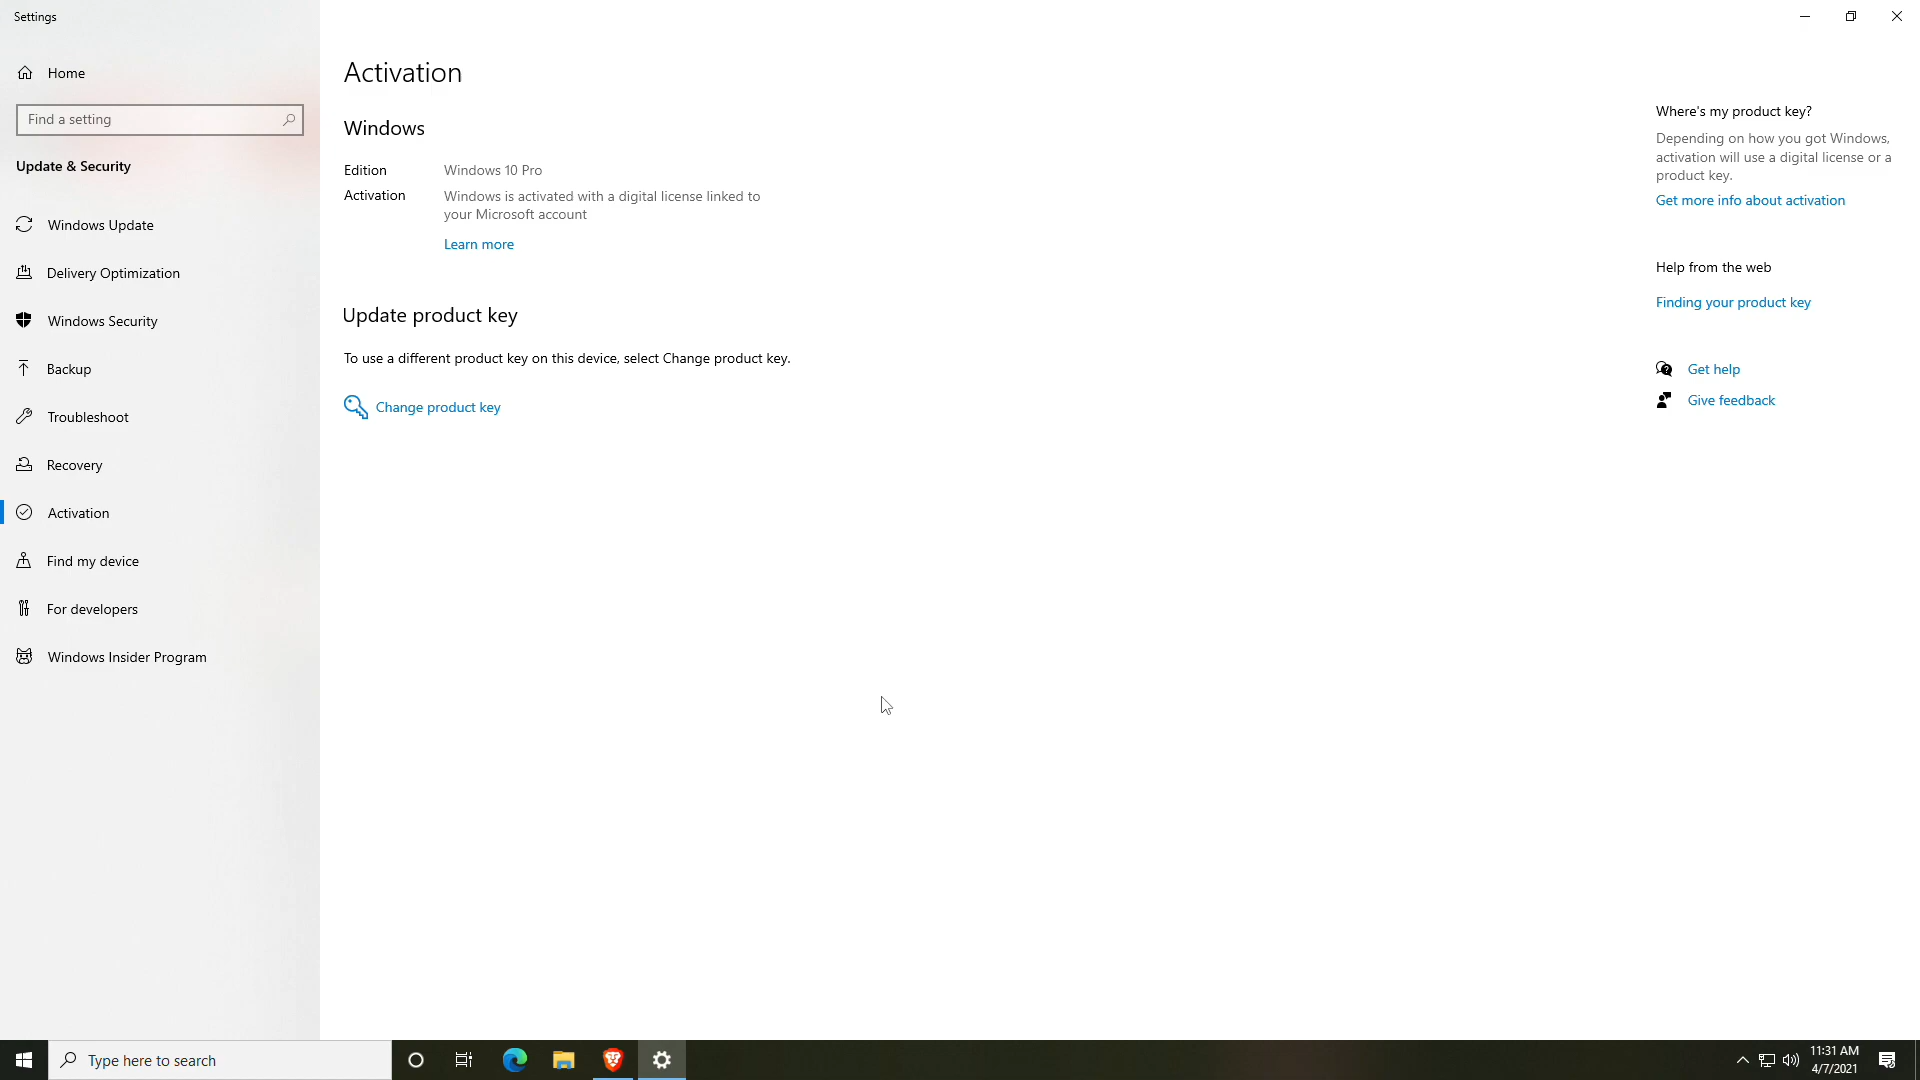 Settings
Home
Find a setting
Update & Security
Windows Update
Delivery Optimization
Windows Security
Backup
Troubleshoot
Recovery
Activation
Find my device
For developers
Windows Insider Program
Activation
Windows
Edition Windows 10 Pro
Activation Windows is activated with a digital license linked to
your Microsoft account
Learn more
Update product key
To use a different product key on this device, select Change product key.
Change product key
Where's my product key?
Depending on how you got Windows,
activation will use a digital license or a
product key.
Get more info about activation
Help from the web
Finding your product key
Get help
Give feedback
Type here to search
11:31 AM
4/7/2021